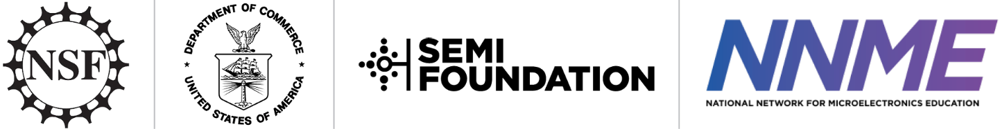 NSF
DEPARTMENT OF COMMERCE
UNITED STATES OF AMERICA
SEMI
FOUNDATION
NNME
NATIONAL NETWORK FOR MICROELECTRONICS EDUCATION